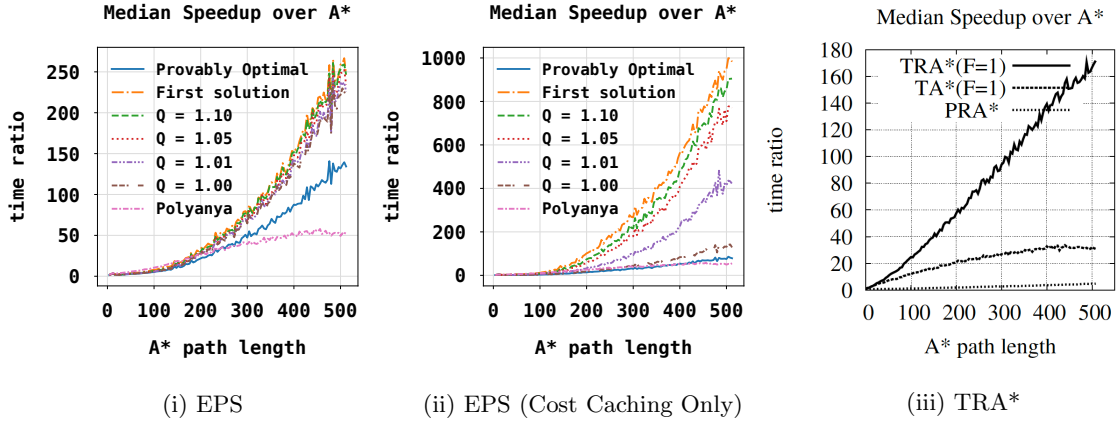 Median Speedup over A*
250
200
150
100
50
0
time ratio
Provably Optimal
First solution
Q = 1.10
Q = 1.05
Q = 1.01
Q = 1.00
Polyanya
0 100 200 300 400 500
A* path length
(i) EPS
Median Speedup over A*
1000
800
600
400
200
0
time ratio
Provably Optimal
First solution
Q = 1.10
Q = 1.05
Q = 1.01
Q = 1.00
Polyanya
0 100 200 300 400 500
A* path length
(ii) EPS (Cost Caching Only)
Median Speedup over A*
180
160
140
120
100
80
60
40
20
0
time ratio
TRA*(F=1)
TA*(F=1)
PRA*
0 100 200 300 400 500
A* path length
(iii) TRA*